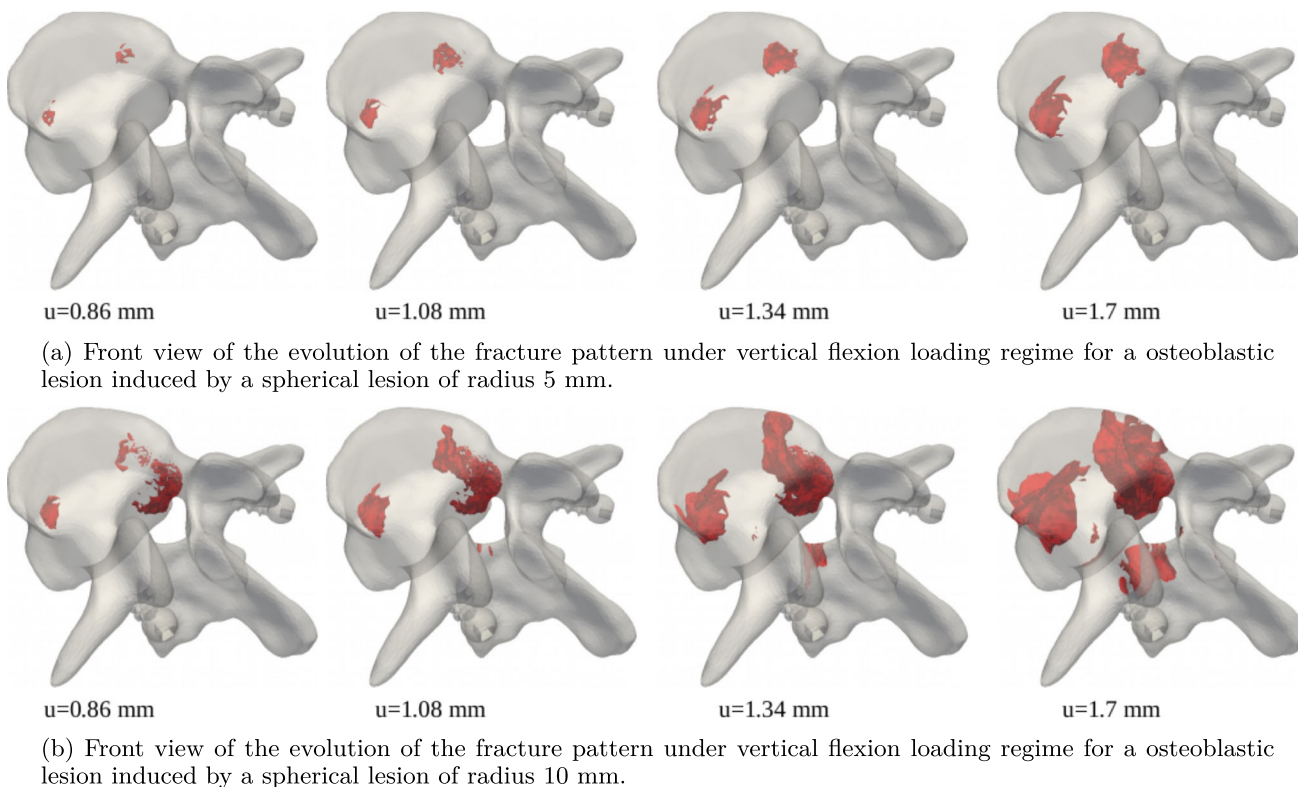 u=0.86 mm
u=1.08 mm
u=1.34 mm
u=1.7 mm
(a) Front view of the evolution of the fracture pattern under vertical flexion loading regime for a osteoblastic
lesion induced by a spherical lesion of radius 5 mm.
u=0.86 mm
u=1.08 mm
u=1.34 mm
u=1.7 mm
(b) Front view of the evolution of the fracture pattern under vertical flexion loading regime for a osteoblastic
lesion induced by a spherical lesion of radius 10 mm.